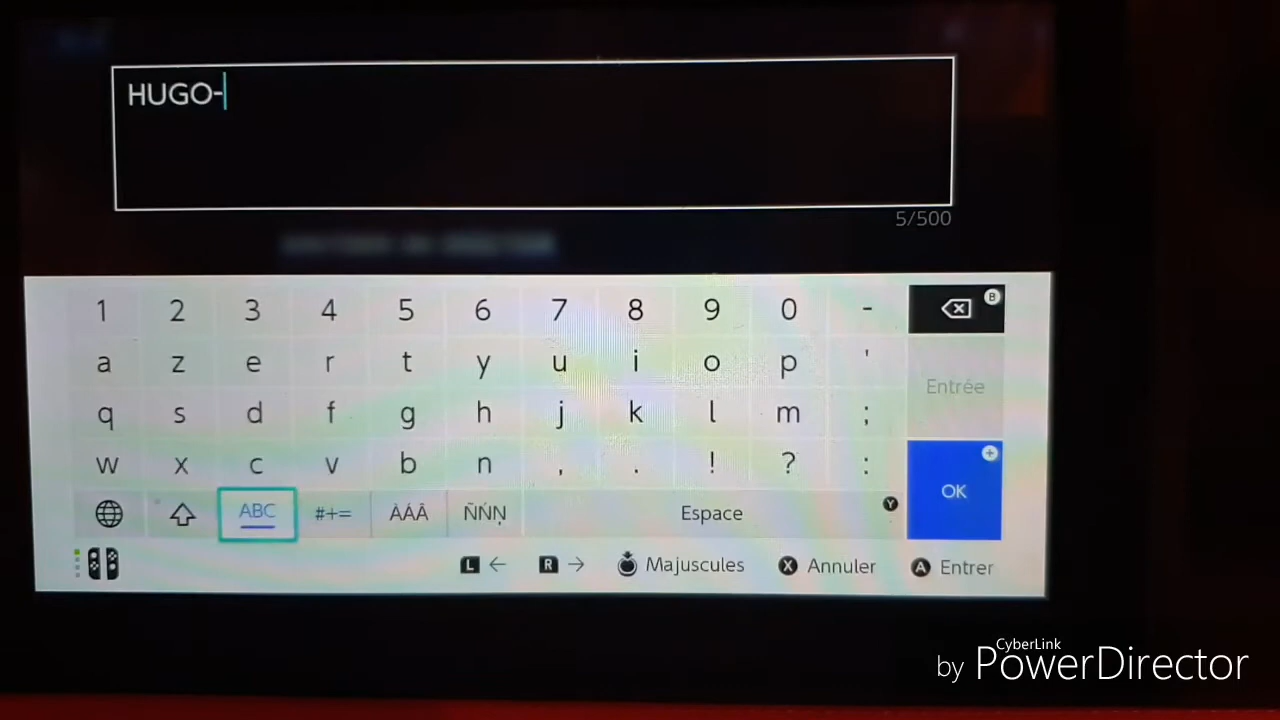 HUGO-
5/500
1 2 3 4 5 6 7 8 9 0 - B
a z e r t y u i o p '
Entrée
q s d f g h j k l m ;
w x c v b n , . ! ? : +
OK
ABC #+= ÀÁÂ ÑŃŅ Espace Y
L ← R → Majuscules X Annuler A Entrer
CyberLink
by PowerDirector